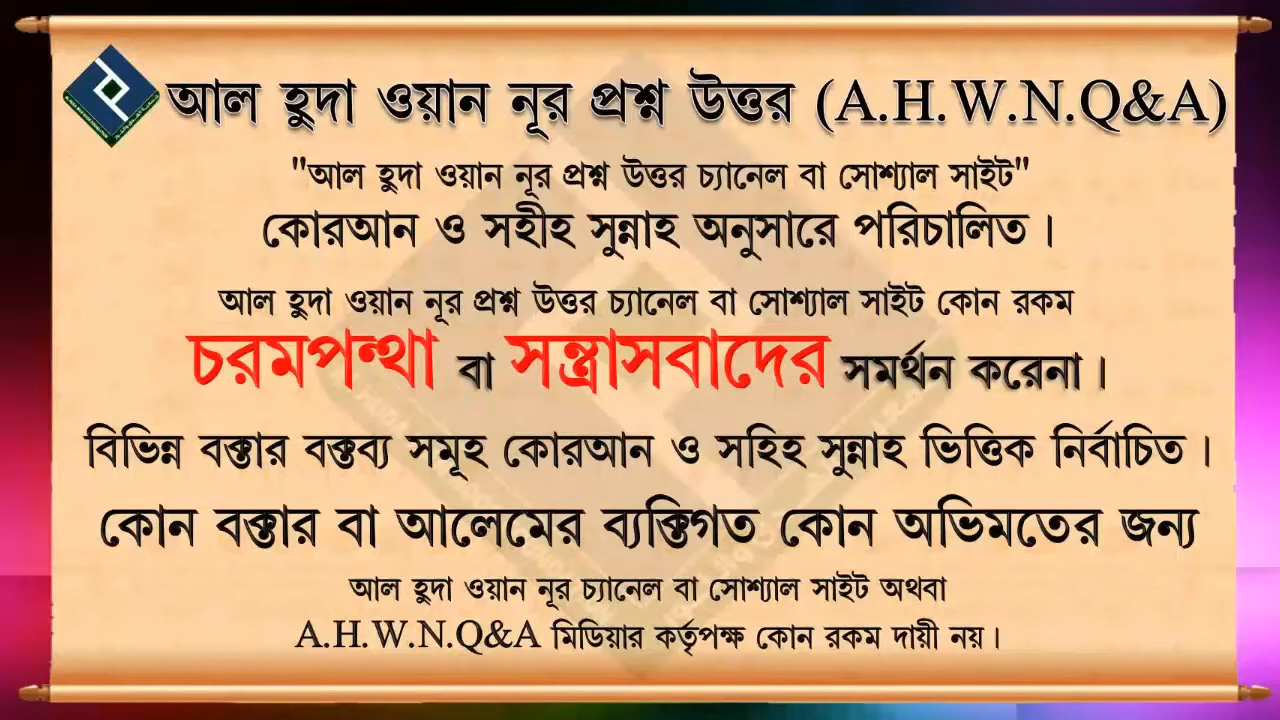 আল হুদা ওয়ান নূর প্রশ্ন উত্তর (A.H.W.N.Q&A)
"আল হুদা ওয়ান নূর প্রশ্ন উত্তর চ্যানেল বা সোশ্যাল সাইট"
কোরআন ও সহীহ সুন্নাহ অনুসারে পরিচালিত।
আল হুদা ওয়ান নূর প্রশ্ন উত্তর চ্যানেল বা সোশ্যাল সাইট কোন রকম
চরমপন্থা বা সন্ত্রাসবাদের সমর্থন করেনা।
বিভিন্ন বক্তার বক্তব্য সমূহ কোরআন ও সহিহ সুন্নাহ ভিত্তিক নির্বাচিত।
কোন বক্তার বা আলেমের ব্যক্তিগত কোন অভিমতের জন্য
আল হুদা ওয়ান নূর চ্যানেল বা সোশ্যাল সাইট অথবা
A.H.W.N.Q&A মিডিয়ার কর্তৃপক্ষ কোন রকম দায়ী নয়।